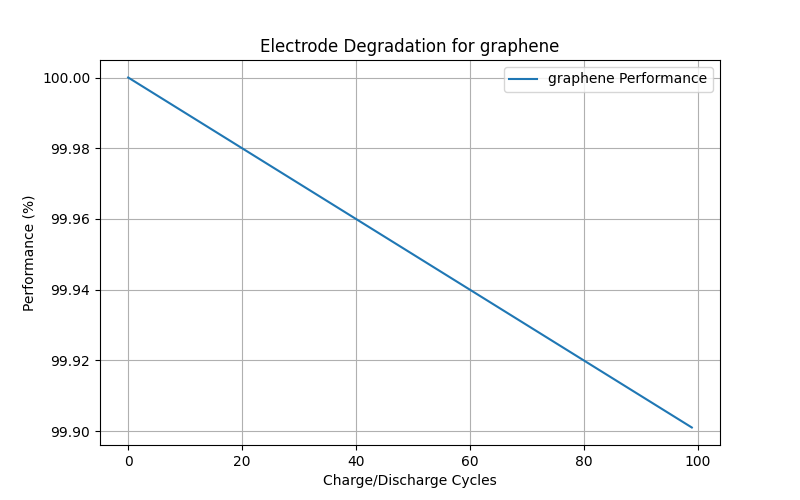 Electrode Degradation for graphene
graphene Performance
Performance (%)
100.00
99.98
99.96
99.94
99.92
99.90
0 20 40 60 80 100
Charge/Discharge Cycles